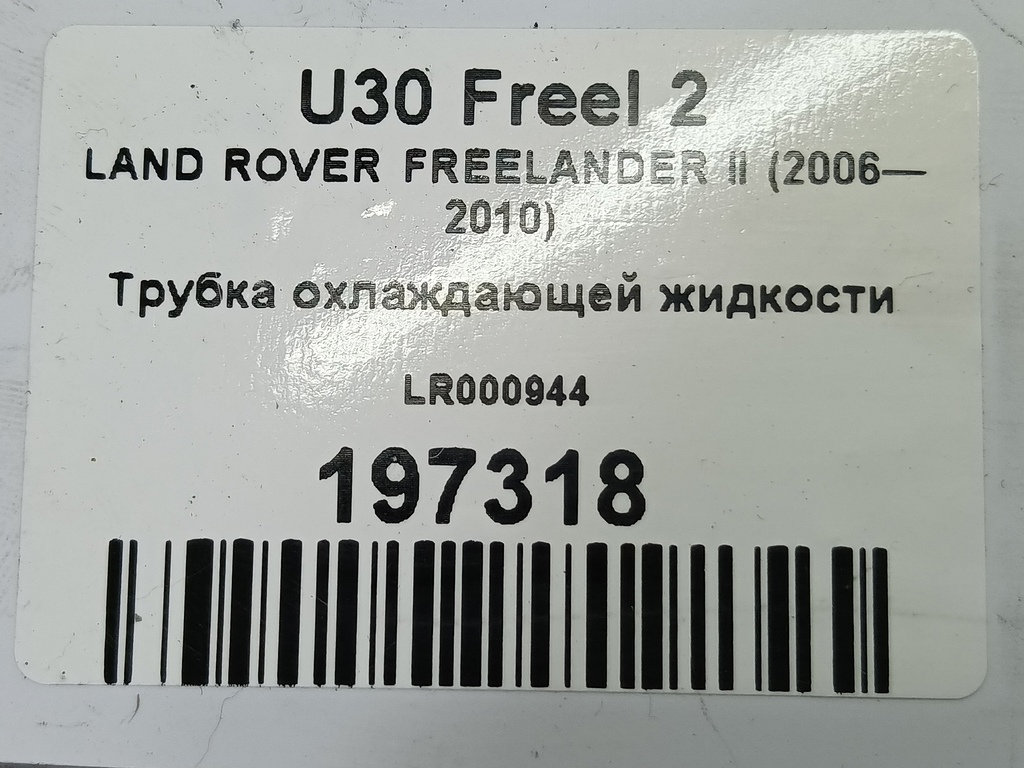 U30 Freel 2
LAND ROVER FREELANDER II (2006—
2010)
Трубка охлаждающей жидкости
LR000944
197318